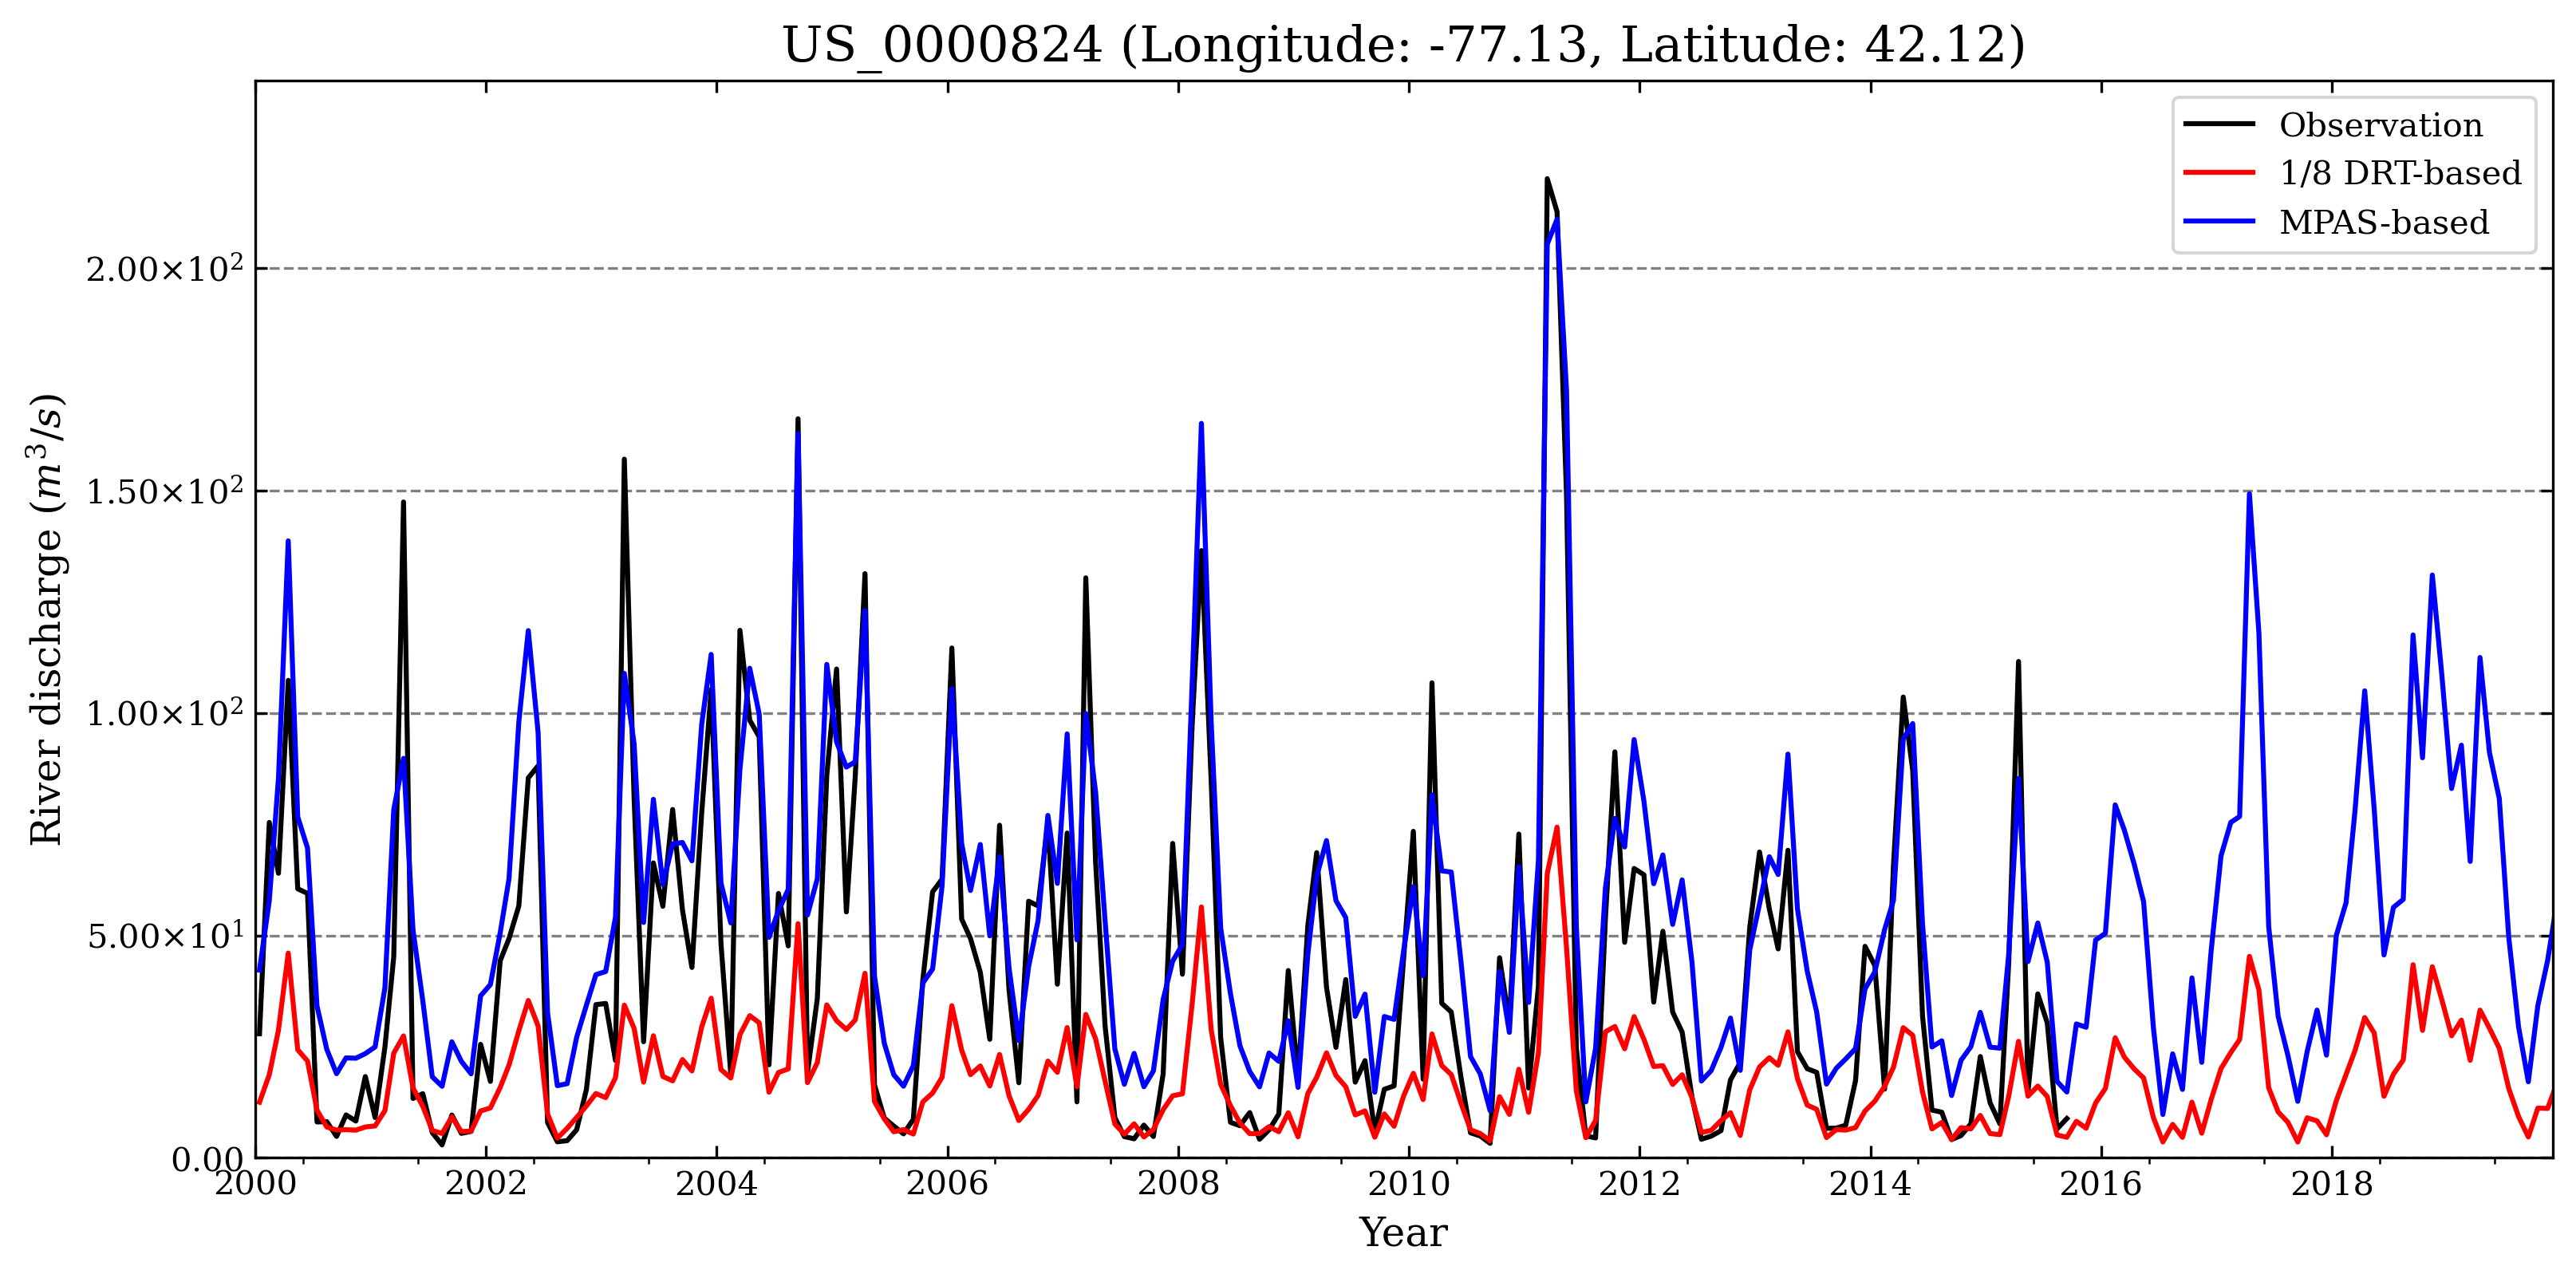 US_0000824 (Longitude: -77.13, Latitude: 42.12)
Observation
1/8 DRT-based
MPAS-based
River discharge (m³/s)
2.00×10²
1.50×10²
1.00×10²
5.00×10¹
0.00
2000 2002 2004 2006 2008 2010 2012 2014 2016 2018
Year